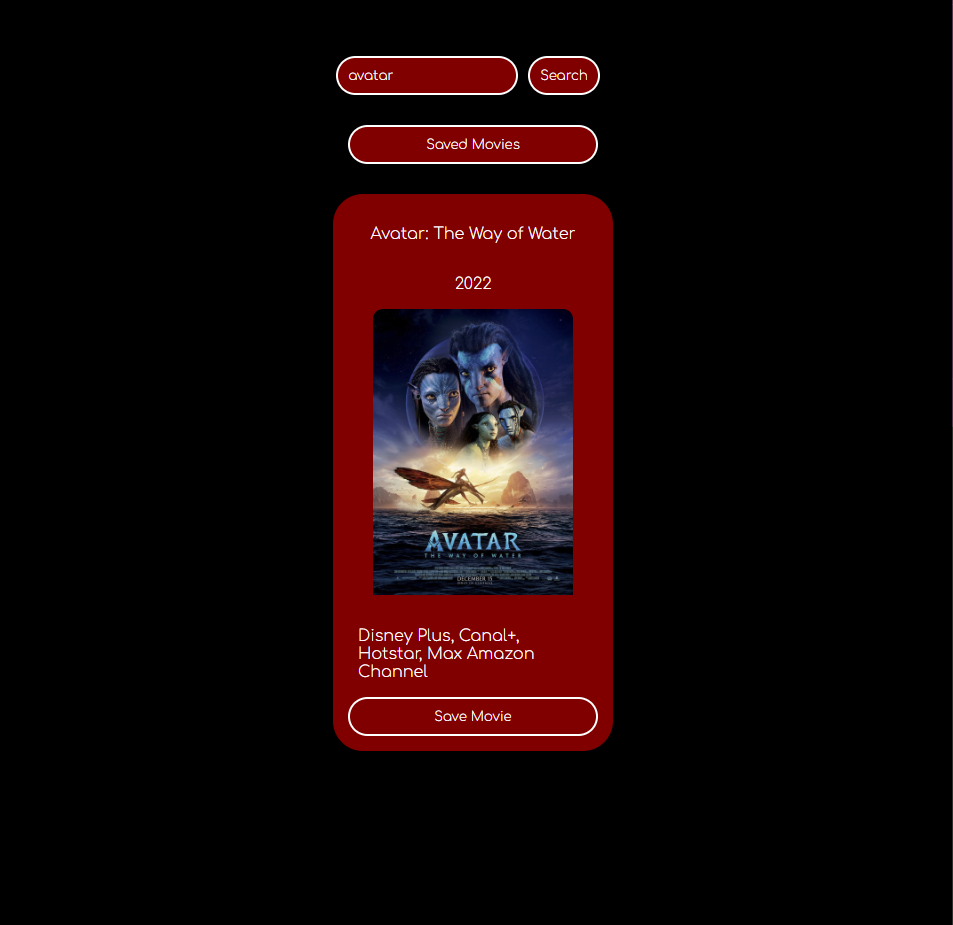 avatar
Search
Saved Movies
Avatar: The Way of Water
2022
AVATAR
THE WAY OF WATER
DECEMBER 16
Disney Plus, Canal+,
Hotstar, Max Amazon
Channel
Save Movie